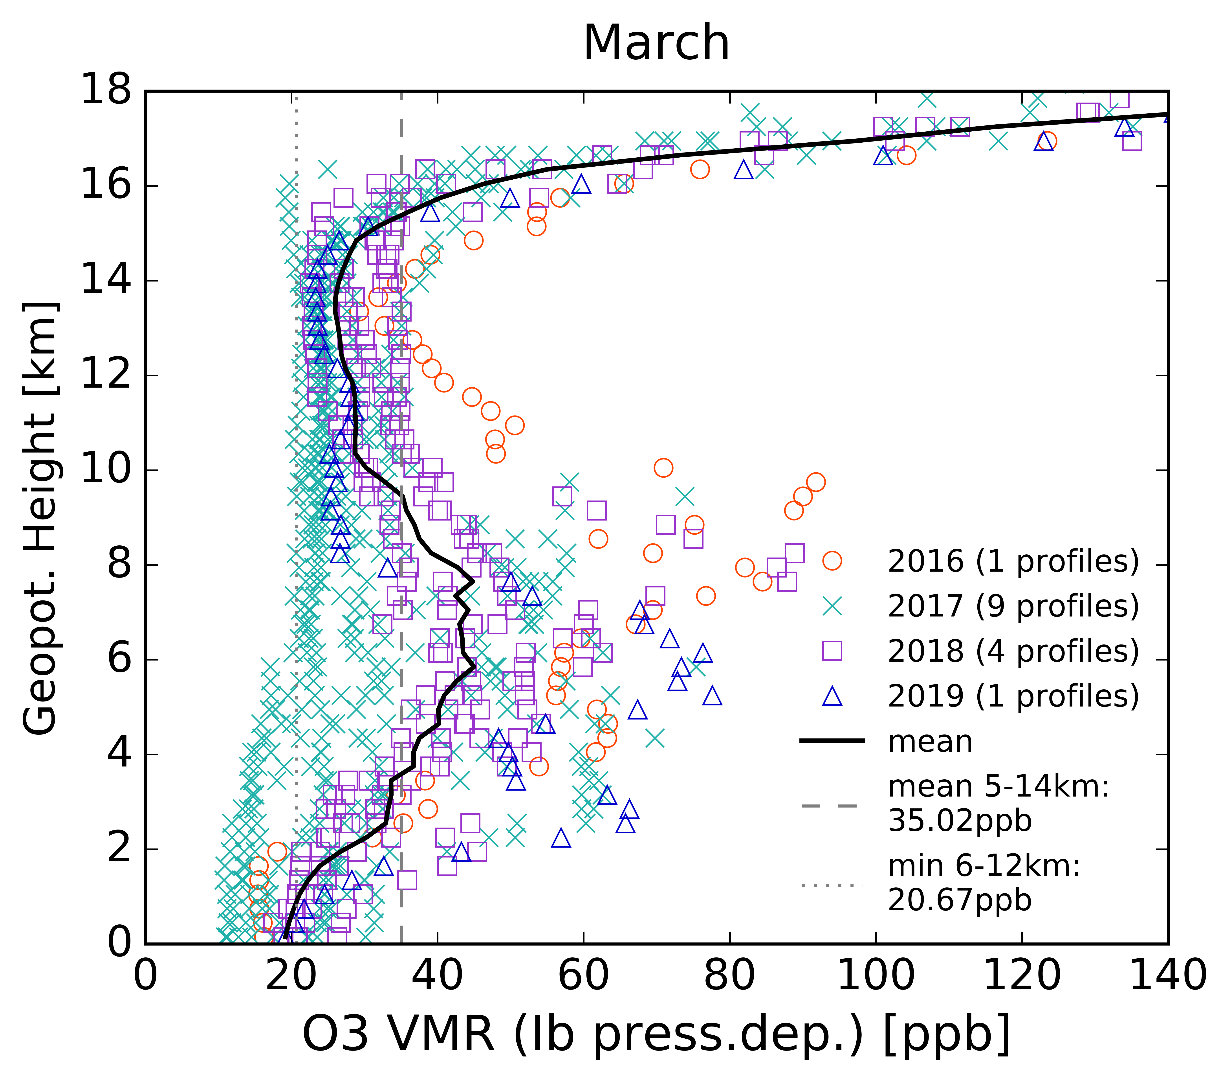 March
18
16
14
12
10
8
6
4
2
0
Geopot. Height [km]
2016 (1 profiles)
2017 (9 profiles)
2018 (4 profiles)
2019 (1 profiles)
mean
mean 5-14km:
35.02ppb
min 6-12km:
20.67ppb
0 20 40 60 80 100 120 140
O3 VMR (Ib press.dep.) [ppb]